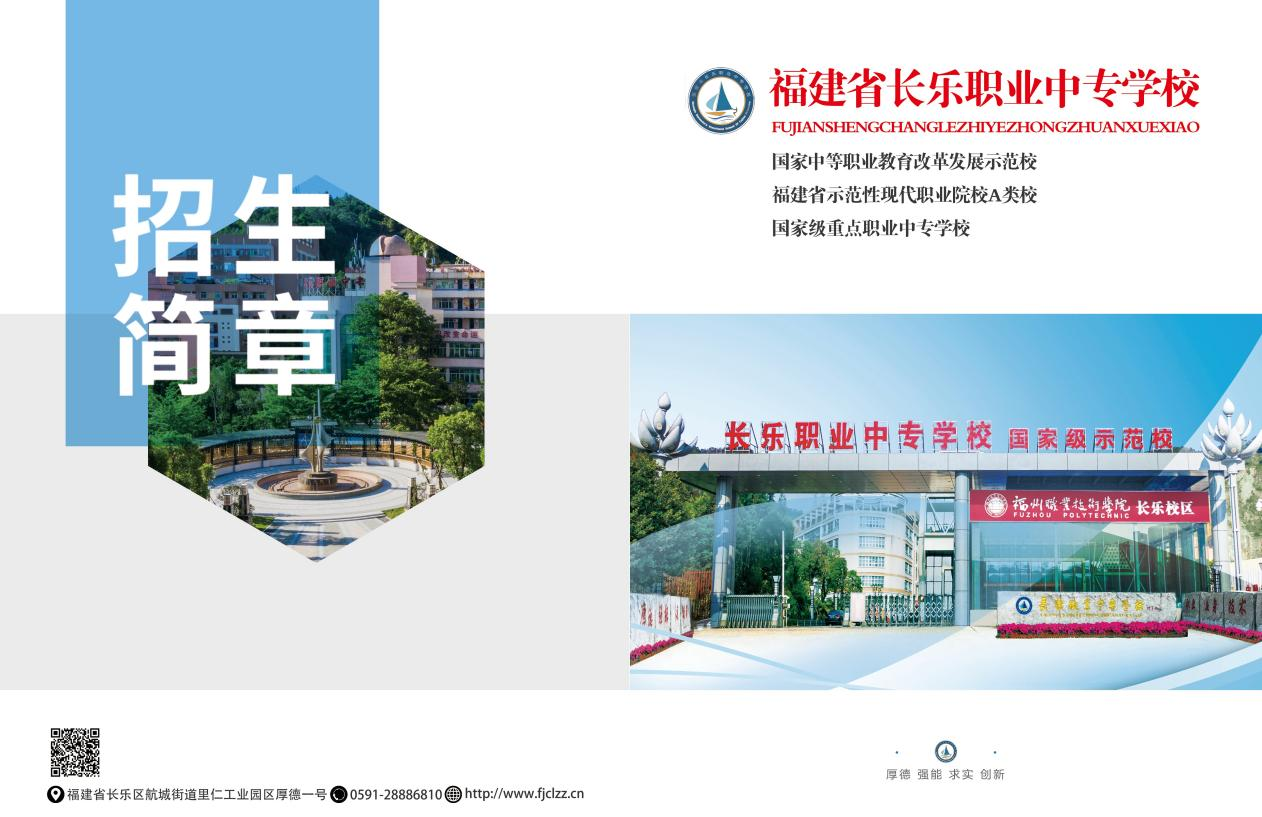 招生
简章
福建省长乐区航城街道里仁工业园区厚德一号 0591-28886810 http://www.fjclzz.cn
福建省长乐职业中专学校
FUJIANSHENGCHANGLEZHIYEZHONGZHUANXUEXIAO
国家中等职业教育改革发展示范校
福建省示范性现代职业院校A类校
国家级重点职业中专学校
长乐职业中专学校 国家级示范校
福州職業技術學院 长乐校区
FUZHOU POLYTECHNIC
厚德 强能 求实 创新